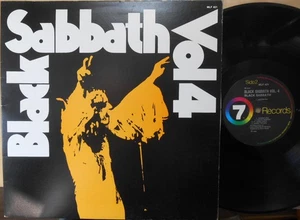 Black
Sabbath
Vol 4
7
Records
BLACK SABBATH VOL. 4
BLACK SABBATH